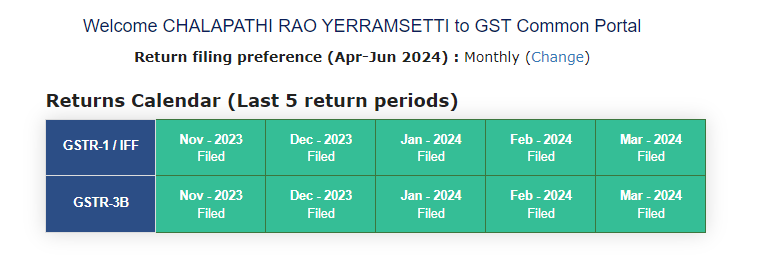 Welcome CHALAPATHI RAO YERRAMSETTI to GST Common Portal
Return filing preference (Apr-Jun 2024) : Monthly (Change)
Returns Calendar (Last 5 return periods)
GSTR-1 / IFF
Nov - 2023
Filed
Dec - 2023
Filed
Jan - 2024
Filed
Feb - 2024
Filed
Mar - 2024
Filed
GSTR-3B
Nov - 2023
Filed
Dec - 2023
Filed
Jan - 2024
Filed
Feb - 2024
Filed
Mar - 2024
Filed